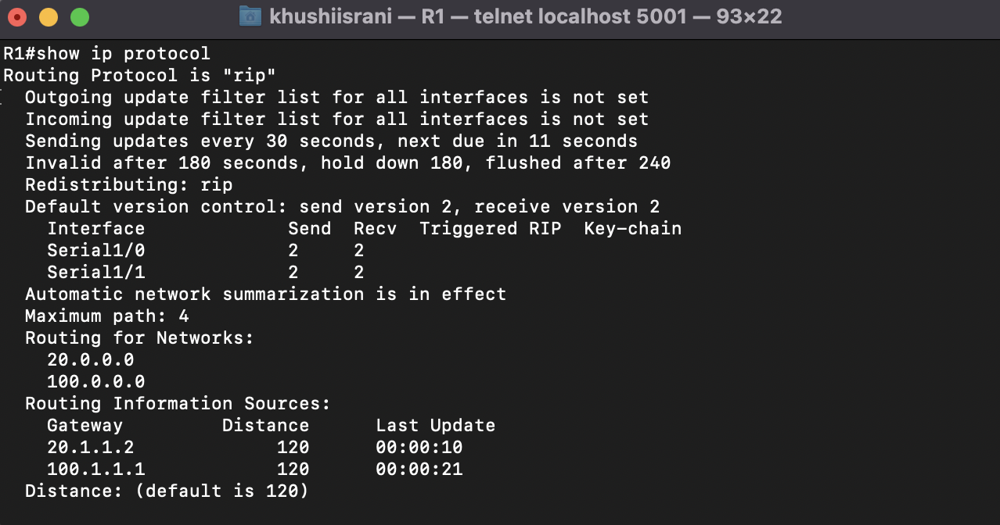 khushiisrani — R1 — telnet localhost 5001 — 93×22
R1#show ip protocol
Routing Protocol is "rip"
  Outgoing update filter list for all interfaces is not set
  Incoming update filter list for all interfaces is not set
  Sending updates every 30 seconds, next due in 11 seconds
  Invalid after 180 seconds, hold down 180, flushed after 240
  Redistributing: rip
  Default version control: send version 2, receive version 2
    Interface             Send  Recv  Triggered RIP  Key-chain
    Serial1/0             2     2
    Serial1/1             2     2
  Automatic network summarization is in effect
  Maximum path: 4
  Routing for Networks:
    20.0.0.0
    100.0.0.0
  Routing Information Sources:
    Gateway         Distance      Last Update
    20.1.1.2             120      00:00:10
    100.1.1.1            120      00:00:21
  Distance: (default is 120)